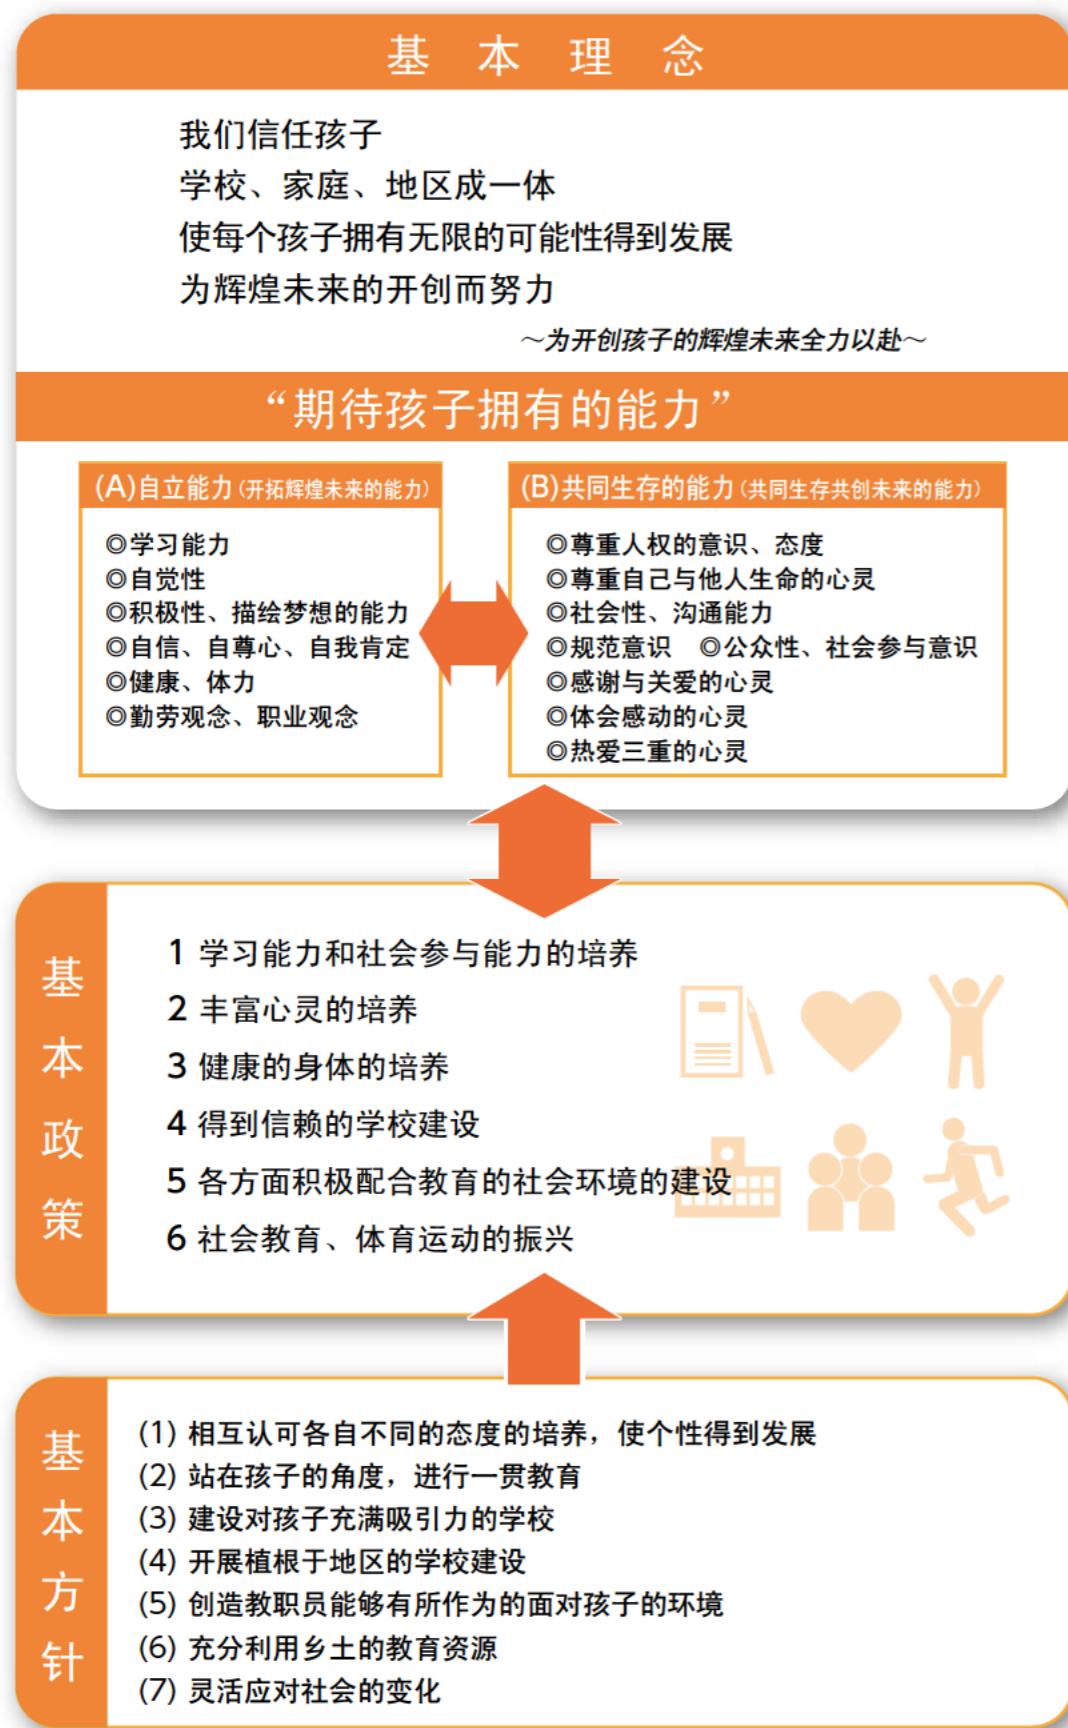 基本理念
我们信任孩子
学校、家庭、地区成一体
使每个孩子拥有无限的可能性得到发展
为辉煌未来的开创而努力
～为开创孩子的辉煌未来全力以赴～
“期待孩子拥有的能力”
(A)自立能力（开拓辉煌未来的能力）
◎学习能力
◎自觉性
◎积极性、描绘梦想的能力
◎自信、自尊心、自我肯定
◎健康、体力
◎勤劳观念、职业观念
(B)共同生存的能力（共同生存共创未来的能力）
◎尊重人权的意识、态度
◎尊重自己与他人生命的心灵
◎社会性、沟通能力
◎规范意识 ◎公众性、社会参与意识
◎感谢与关爱的心灵
◎体会感动的心灵
◎热爱三重的心灵
基本政策
1 学习能力和社会参与能力的培养
2 丰富心灵的培养
3 健康的身体的培养
4 得到信赖的学校建设
5 各方面积极配合教育的社会环境的建设
6 社会教育、体育运动的振兴
基本方针
(1) 相互认可各自不同的态度的培养，使个性得到发展
(2) 站在孩子的角度，进行一贯教育
(3) 建设对孩子充满吸引力的学校
(4) 开展植根于地区的学校建设
(5) 创造教职员能够有所作为的面对孩子的环境
(6) 充分利用乡土的教育资源
(7) 灵活应对社会的变化